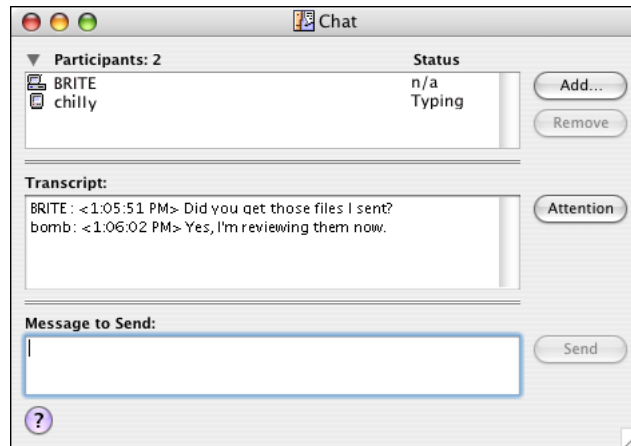 Chat
Participants: 2 Status
BRITE n/a
chilly Typing
Add...
Remove
Transcript:
BRITE: <1:05:51 PM> Did you get those files I sent?
bomb: <1:06:02 PM> Yes, I'm reviewing them now.
Attention
Message to Send:
Send
?